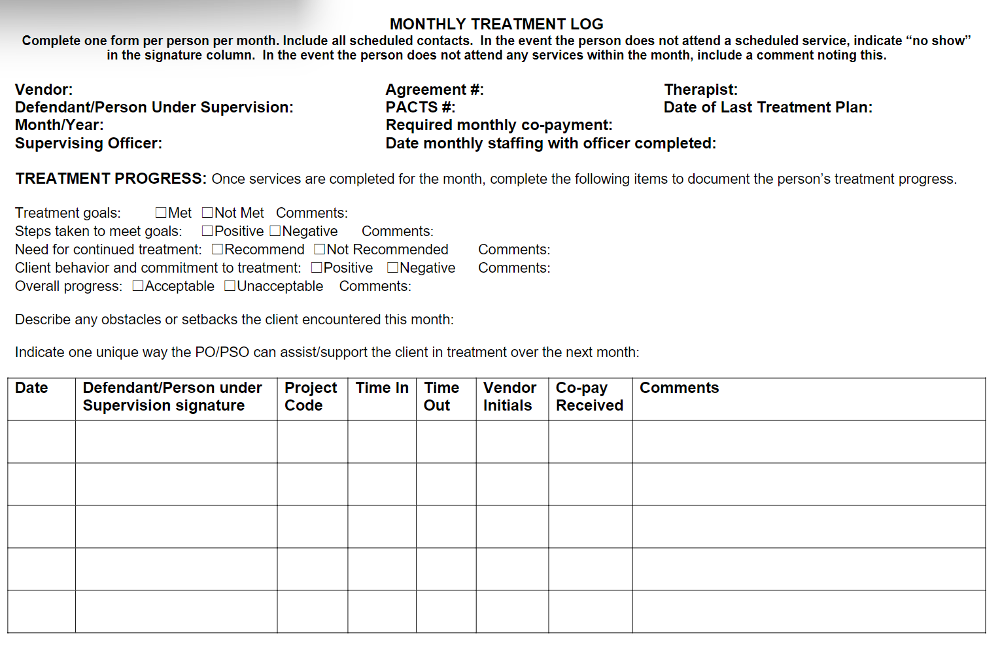 MONTHLY TREATMENT LOG
Complete one form per person per month. Include all scheduled contacts.  In the event the person does not attend a scheduled service, indicate “no show”
in the signature column.  In the event the person does not attend any services within the month, include a comment noting this.
Vendor: Agreement #: Therapist:
Defendant/Person Under Supervision: PACTS #: Date of Last Treatment Plan:
Month/Year: Required monthly co-payment:
Supervising Officer: Date monthly staffing with officer completed:
TREATMENT PROGRESS: Once services are completed for the month, complete the following items to document the person’s treatment progress.
Treatment goals: ☐Met ☐Not Met Comments:
Steps taken to meet goals: ☐Positive ☐Negative Comments:
Need for continued treatment: ☐Recommend ☐Not Recommended Comments:
Client behavior and commitment to treatment: ☐Positive ☐Negative Comments:
Overall progress: ☐Acceptable ☐Unacceptable Comments:
Describe any obstacles or setbacks the client encountered this month:
Indicate one unique way the PO/PSO can assist/support the client in treatment over the next month:
Date Defendant/Person under Project Time In Time Vendor Co-pay Comments
Supervision signature Code Out Initials Received